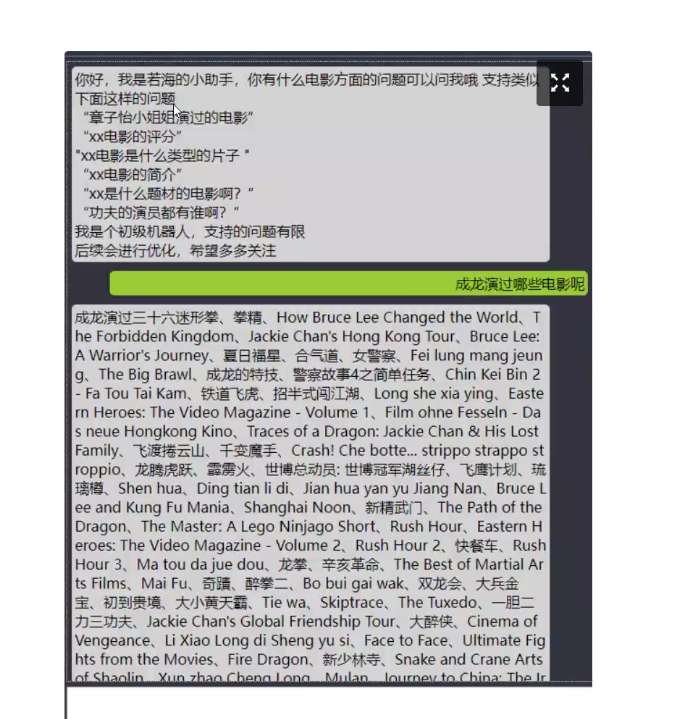 你好，我是若海的小助手，你有什么电影方面的问题可以问我哦 支持类似
下面这样的问题
“章子怡小姐姐演过的电影”
“xx电影的评分”
"xx电影是什么类型的片子 "
“xx电影的简介”
“xx是什么题材的电影啊？”
“功夫的演员都有谁啊？“
我是个初级机器人，支持的问题有限
后续会进行优化，希望多多关注
成龙演过哪些电影呢
成龙演过三十六迷形拳、拳精、How Bruce Lee Changed the World、T
he Forbidden Kingdom、Jackie Chan's Hong Kong Tour、Bruce Lee:
A Warrior's Journey、夏日福星、合气道、女警察、Fei lung mang jeun
g、The Big Brawl、成龙的特技、警察故事4之简单任务、Chin Kei Bin 2
- Fa Tou Tai Kam、铁道飞虎、招半式闯江湖、Long she xia ying、Easte
rn Heroes: The Video Magazine - Volume 1、Film ohne Fesseln - Da
s neue Hongkong Kino、Traces of a Dragon: Jackie Chan & His Lost
Family、飞渡捲云山、千变魔手、Crash! Che botte... strippo strappo st
roppio、龙腾虎跃、霹雳火、世博总动员: 世博冠军湖丝仔、飞鹰计划、琉
璃樽、Shen hua、Ding tian li di、Jian hua yan yu Jiang Nan、Bruce L
ee and Kung Fu Mania、Shanghai Noon、新精武门、The Path of the
Dragon、The Master: A Lego Ninjago Short、Rush Hour、Eastern H
eroes: The Video Magazine - Volume 2、Rush Hour 2、快餐车、Rush
Hour 3、Ma tou da jue dou、龙拳、辛亥革命、The Best of Martial Ar
ts Films、Mai Fu、奇蹟、醉拳二、Bo bui gai wak、双龙会、大兵金
宝、初到贵境、大小黄天霸、Tie wa、Skiptrace、The Tuxedo、一胆二
力三功夫、Jackie Chan's Global Friendship Tour、大醉侠、Cinema of
Vengeance、Li Xiao Long di Sheng yu si、Face to Face、Ultimate Fig
hts from the Movies、Fire Dragon、新少林寺、Snake and Crane Arts
of Shaolin、Xun zhao Cheng Long、Mulan、Journey to China: The Ir